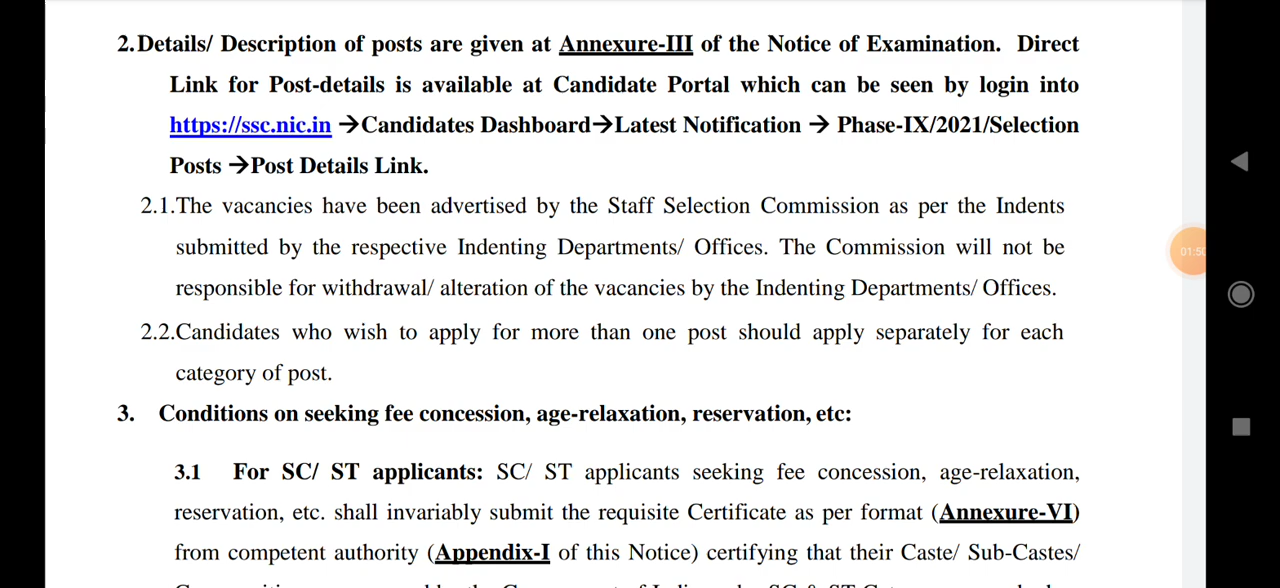 2.Details/ Description of posts are given at Annexure-III of the Notice of Examination. Direct
Link for Post-details is available at Candidate Portal which can be seen by login into
https://ssc.nic.in →Candidates Dashboard→Latest Notification → Phase-IX/2021/Selection
Posts →Post Details Link.
2.1.The vacancies have been advertised by the Staff Selection Commission as per the Indents
submitted by the respective Indenting Departments/ Offices. The Commission will not be
responsible for withdrawal/ alteration of the vacancies by the Indenting Departments/ Offices.
2.2.Candidates who wish to apply for more than one post should apply separately for each
category of post.
3. Conditions on seeking fee concession, age-relaxation, reservation, etc:
3.1 For SC/ ST applicants: SC/ ST applicants seeking fee concession, age-relaxation,
reservation, etc. shall invariably submit the requisite Certificate as per format (Annexure-VI)
from competent authority (Appendix-I of this Notice) certifying that their Caste/ Sub-Castes/